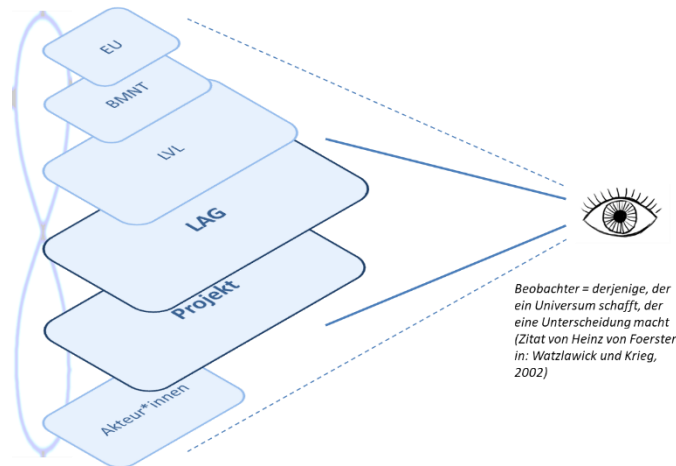 EU
BMNT
LVL
LAG
Projekt
Akteur*innen
Beobachter = derjenige, der
ein Universum schafft, der
eine Unterscheidung macht
(Zitat von Heinz von Foerster
in: Watzlawick und Krieg,
2002)